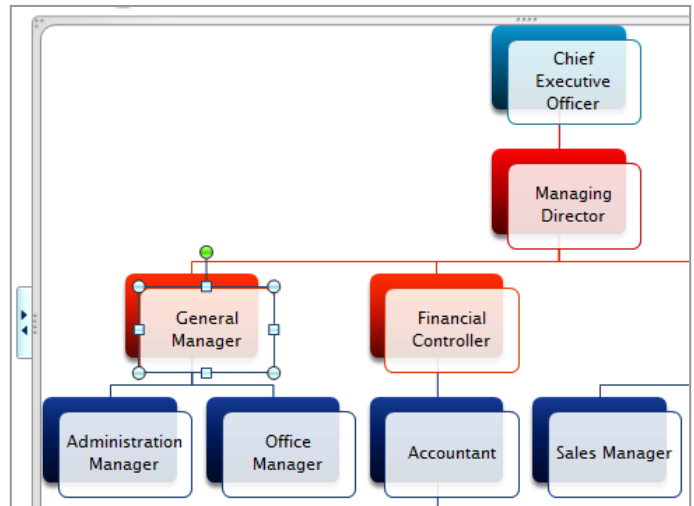 Chief
Executive
Officer
Managing
Director
General
Manager
Financial
Controller
Administration
Manager
Office
Manager
Accountant
Sales Manager